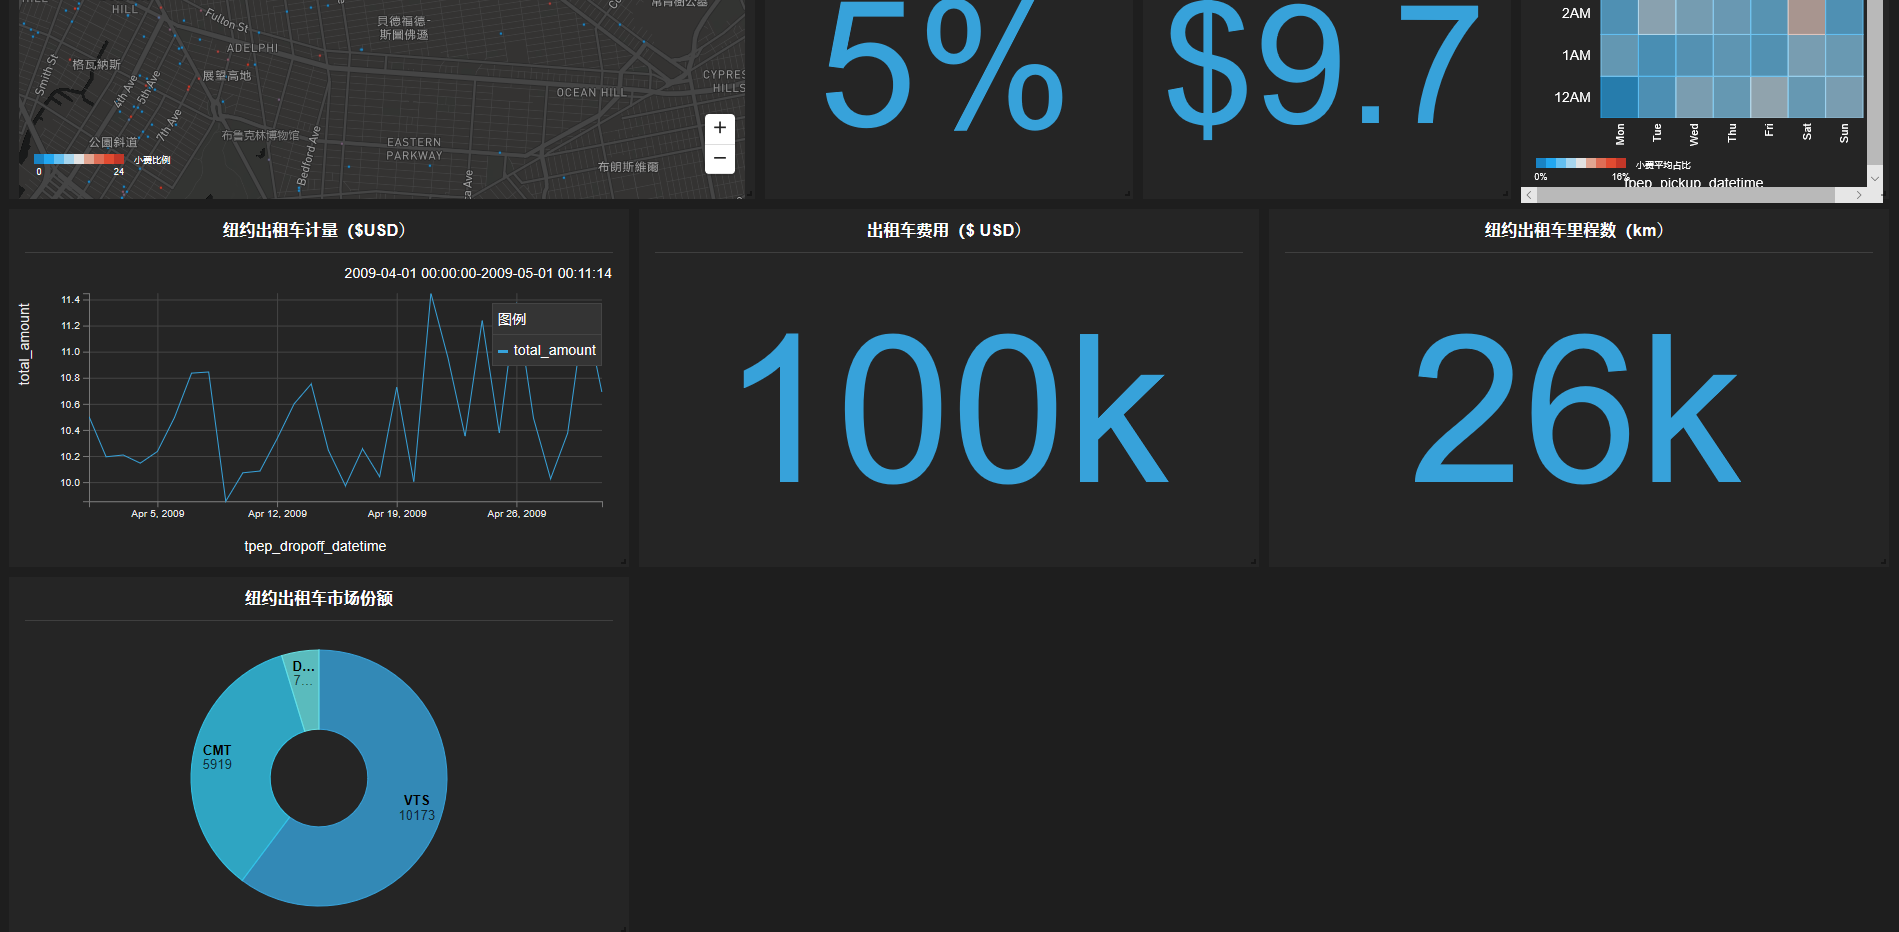 HILL
Fulton St
ADELPHI
貝德福德-
斯圖佛遜
格瓦納斯
Smith St
展望高地
4th Ave
5th Ave
7th Ave
OCEAN HILL
CYPRES
HILLS
公園斜道
布魯克林博物馆
Bedford Ave
EASTERN
PARKWAY
布朗斯維爾
小费比例
0
24
+
−
5%
$9.7
2AM
1AM
12AM
Mon
Tue
Wed
Thu
Fri
Sat
Sun
小费平均占比
0%
16%
tpep_pickup_datetime
纽约出租车计量（$USD）
2009-04-01 00:00:00-2009-05-01 00:11:14
total_amount
11.4
11.2
11.0
10.8
10.6
10.4
10.2
10.0
图例
total_amount
Apr 5, 2009
Apr 12, 2009
Apr 19, 2009
Apr 26, 2009
tpep_dropoff_datetime
出租车费用（$ USD）
100k
纽约出租车里程数（km）
26k
纽约出租车市场份额
D...
7...
CMT
5919
VTS
10173